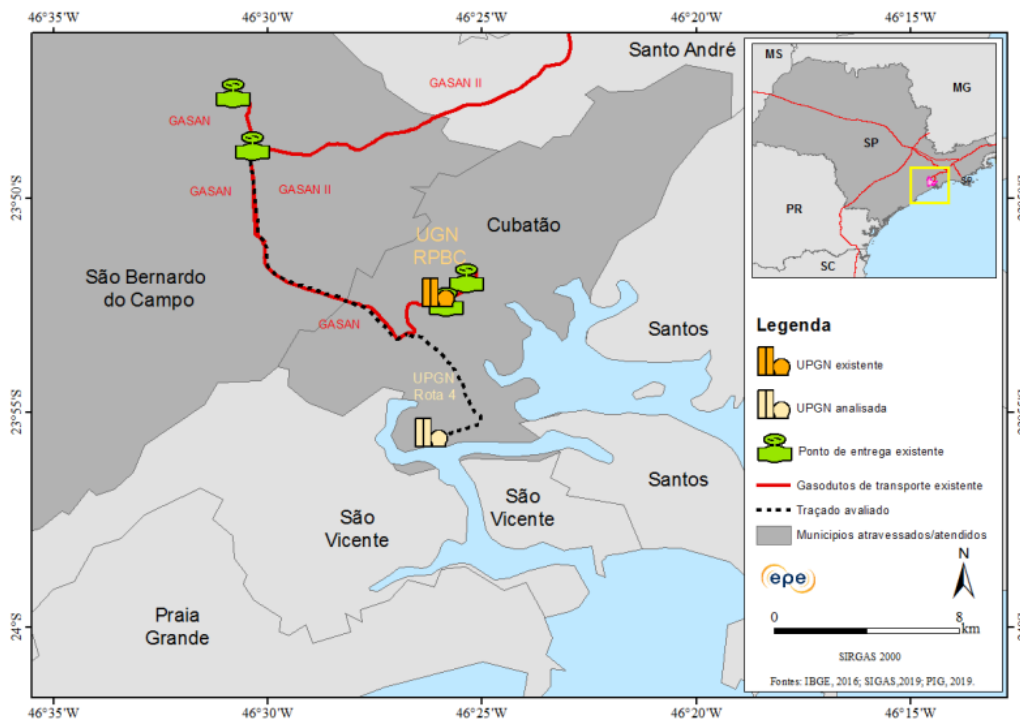 46°35'W
46°30'W
46°25'W
46°20'W
46°15'W
23°50'S
23°55'S
24°S
Santo André
GASAN II
GASAN
GASAN
GASAN II
UGN
RPBC
Cubatão
São Bernardo
do Campo
GASAN
Santos
UPGN
Rota 4
Santos
São
Vicente
São
Vicente
Praia
Grande
MS
MG
SP
PR
SC
Legenda
UPGN existente
UPGN analisada
Ponto de entrega existente
Gasodutos de transporte existente
Traçado avaliado
Municípios atravessados/atendidos
epe
N
0 8
km
SIRGAS 2000
Fontes: IBGE, 2016; SIGAS,2019; PIG, 2019.
46°35'W
46°30'W
46°25'W
46°20'W
46°15'W